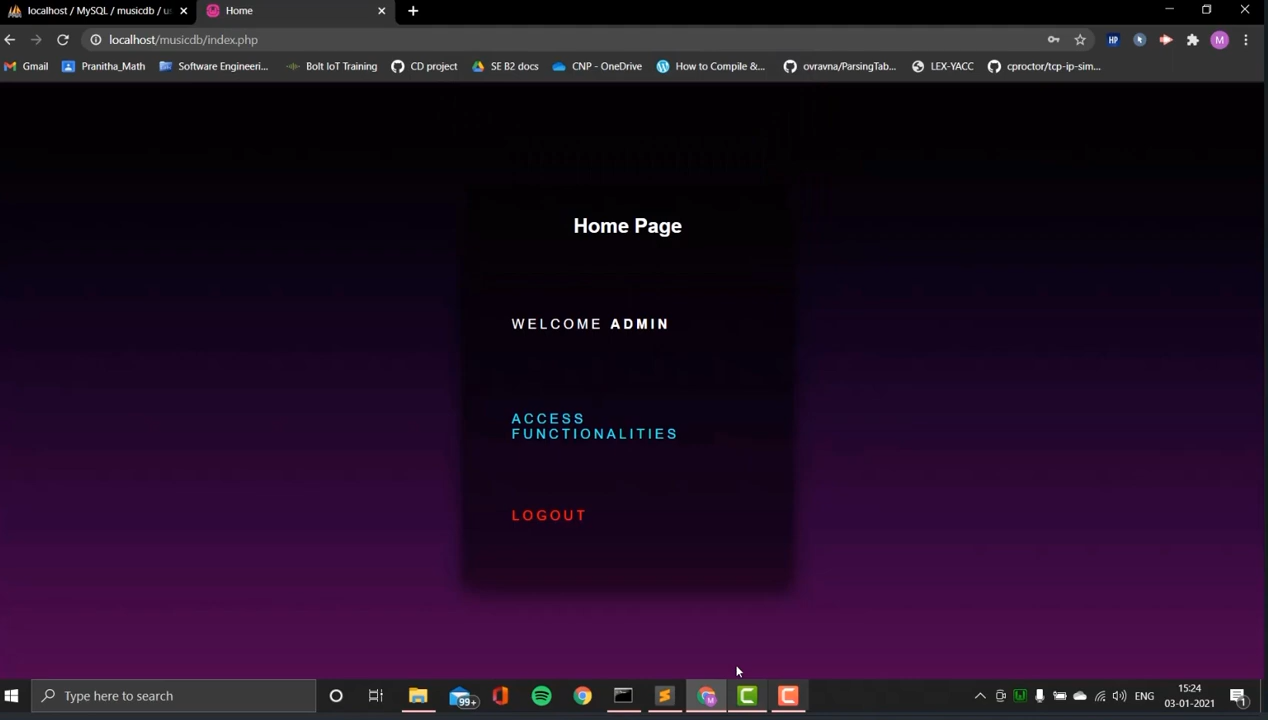 localhost / MySQL / musicdb / u
Home
localhost/musicdb/index.php
M
Gmail
Pranitha_Math
Software Engineeri...
Bolt IoT Training
CD project
SE B2 docs
CNP - OneDrive
How to Compile &...
ovravna/ParsingTab...
LEX-YACC
cproctor/tcp-ip-sim...
Home Page
WELCOME ADMIN
ACCESS
FUNCTIONALITIES
LOGOUT
Type here to search
99+
ENG
15:24
03-01-2021
1